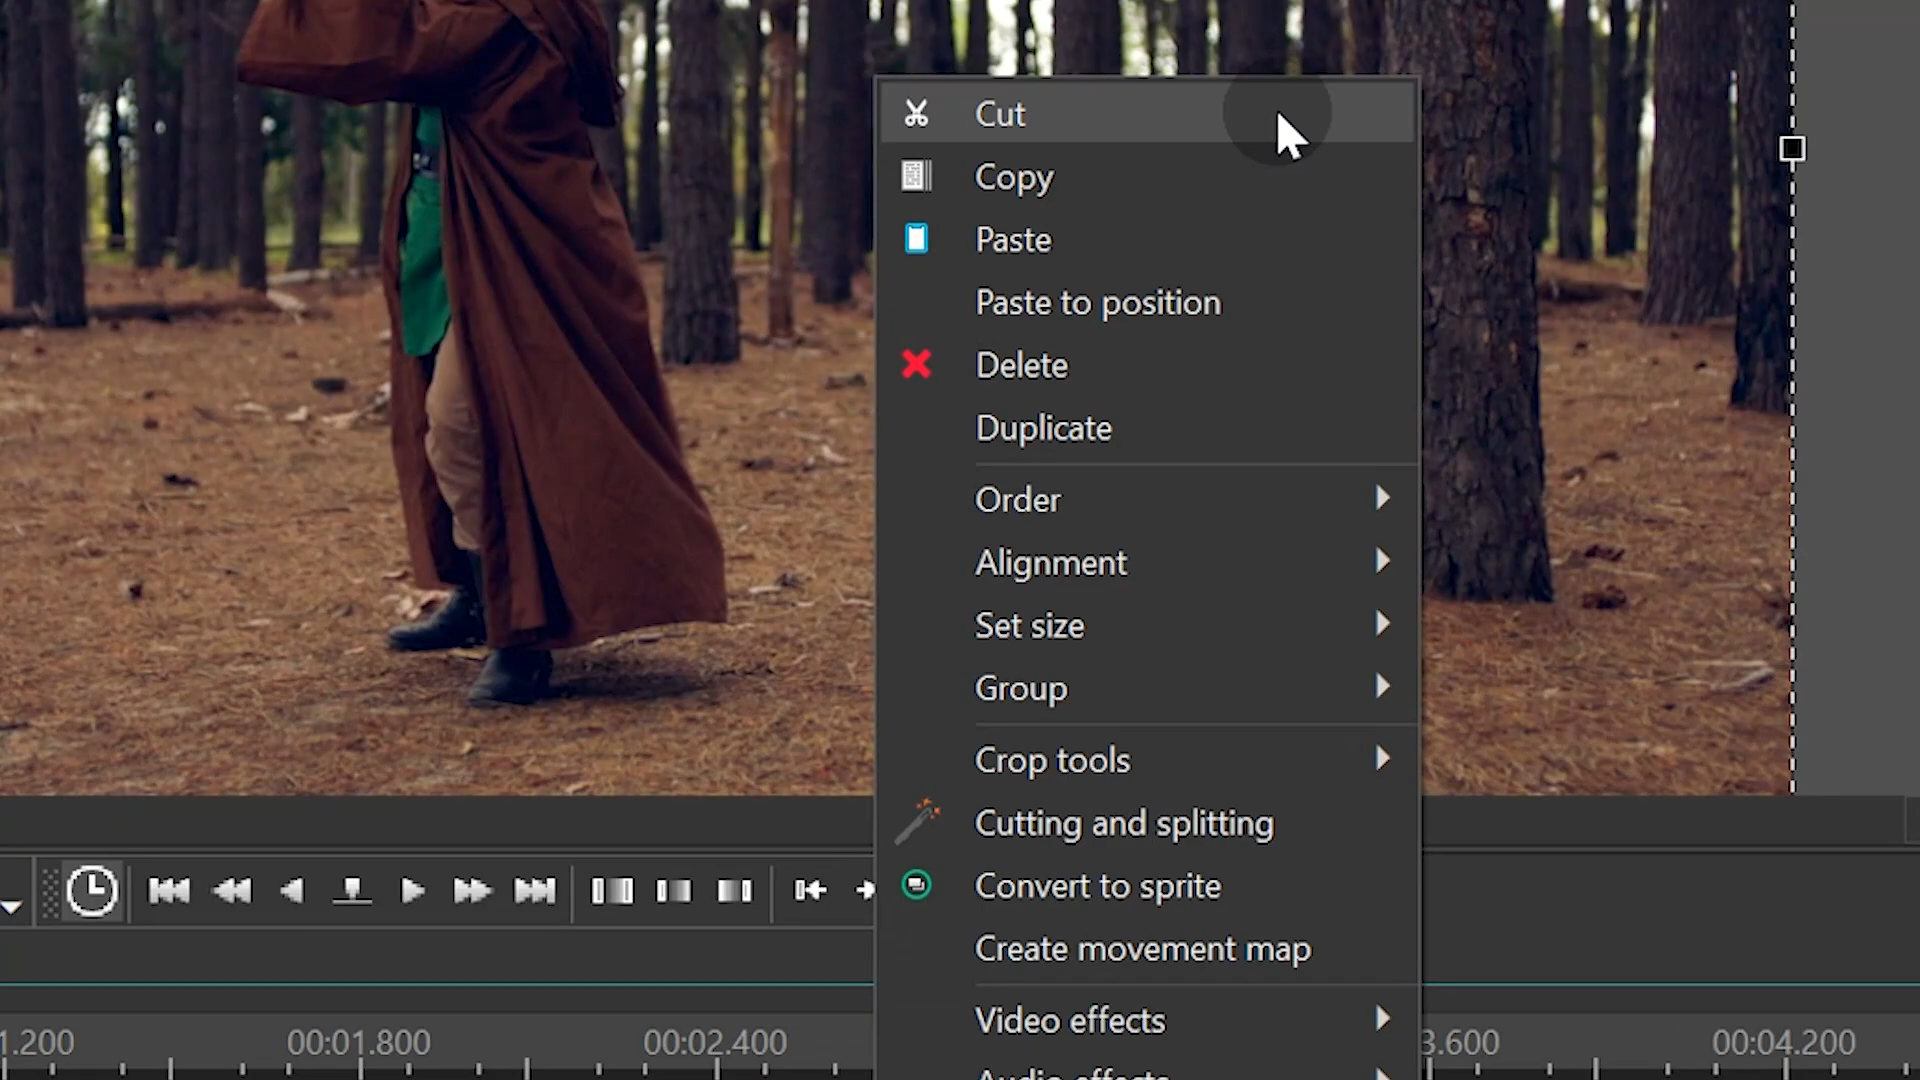 Cut
Copy
Paste
Paste to position
Delete
Duplicate
Order
Alignment
Set size
Group
Crop tools
Cutting and splitting
Convert to sprite
Create movement map
Video effects
Audio effects
1.200 00:01.800 00:02.400 3.600 00:04.200